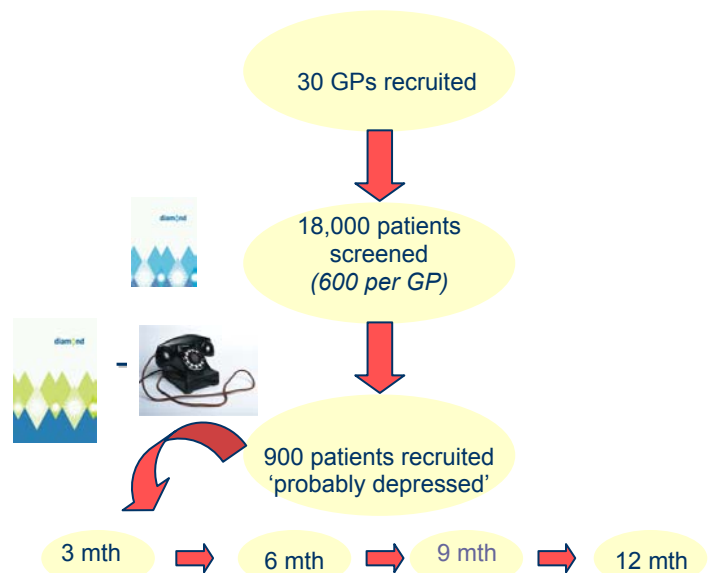 30 GPs recruited
18,000 patients
screened
(600 per GP)
diamond
diamond
-
900 patients recruited
‘probably depressed’
3 mth
6 mth
9 mth
12 mth